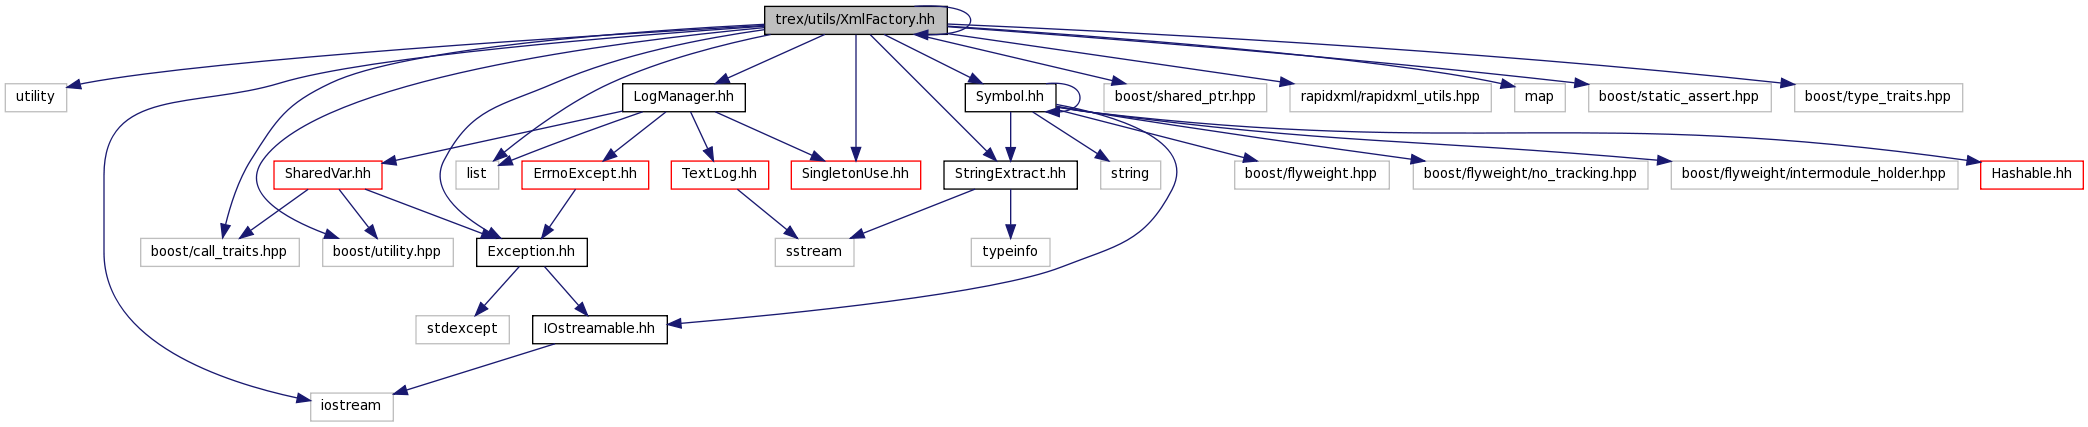 trex/utils/XmlFactory.hh
utility
LogManager.hh
Symbol.hh
boost/shared_ptr.hpp
rapidxml/rapidxml_utils.hpp
map
boost/static_assert.hpp
boost/type_traits.hpp
SharedVar.hh
list
ErrnoExcept.hh
TextLog.hh
SingletonUse.hh
StringExtract.hh
string
boost/flyweight.hpp
boost/flyweight/no_tracking.hpp
boost/flyweight/intermodule_holder.hpp
Hashable.hh
boost/call_traits.hpp
boost/utility.hpp
Exception.hh
sstream
typeinfo
stdexcept
IOstreamable.hh
iostream